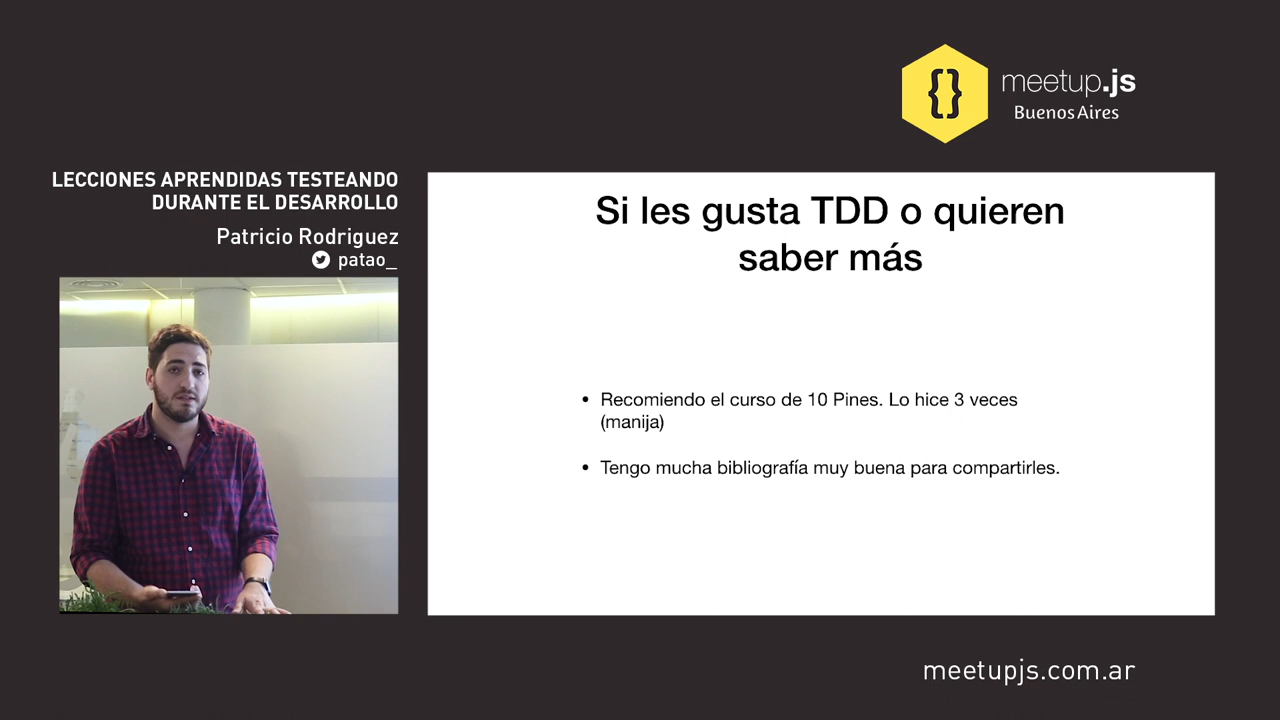 {}
meetup.js
Buenos Aires
LECCIONES APRENDIDAS TESTEANDO
DURANTE EL DESARROLLO
Patricio Rodriguez
patao_
Si les gusta TDD o quieren
saber más
• Recomiendo el curso de 10 Pines. Lo hice 3 veces
(manija)
• Tengo mucha bibliografía muy buena para compartirles.
meetupjs.com.ar